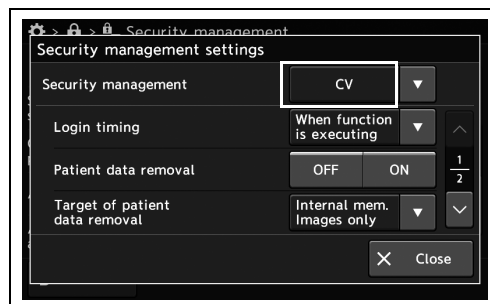 > > Security management
Security management settings
Security management CV
Login timing When function
is executing
Patient data removal OFF ON
1
2
Target of patient
data removal Internal mem.
Images only
Close